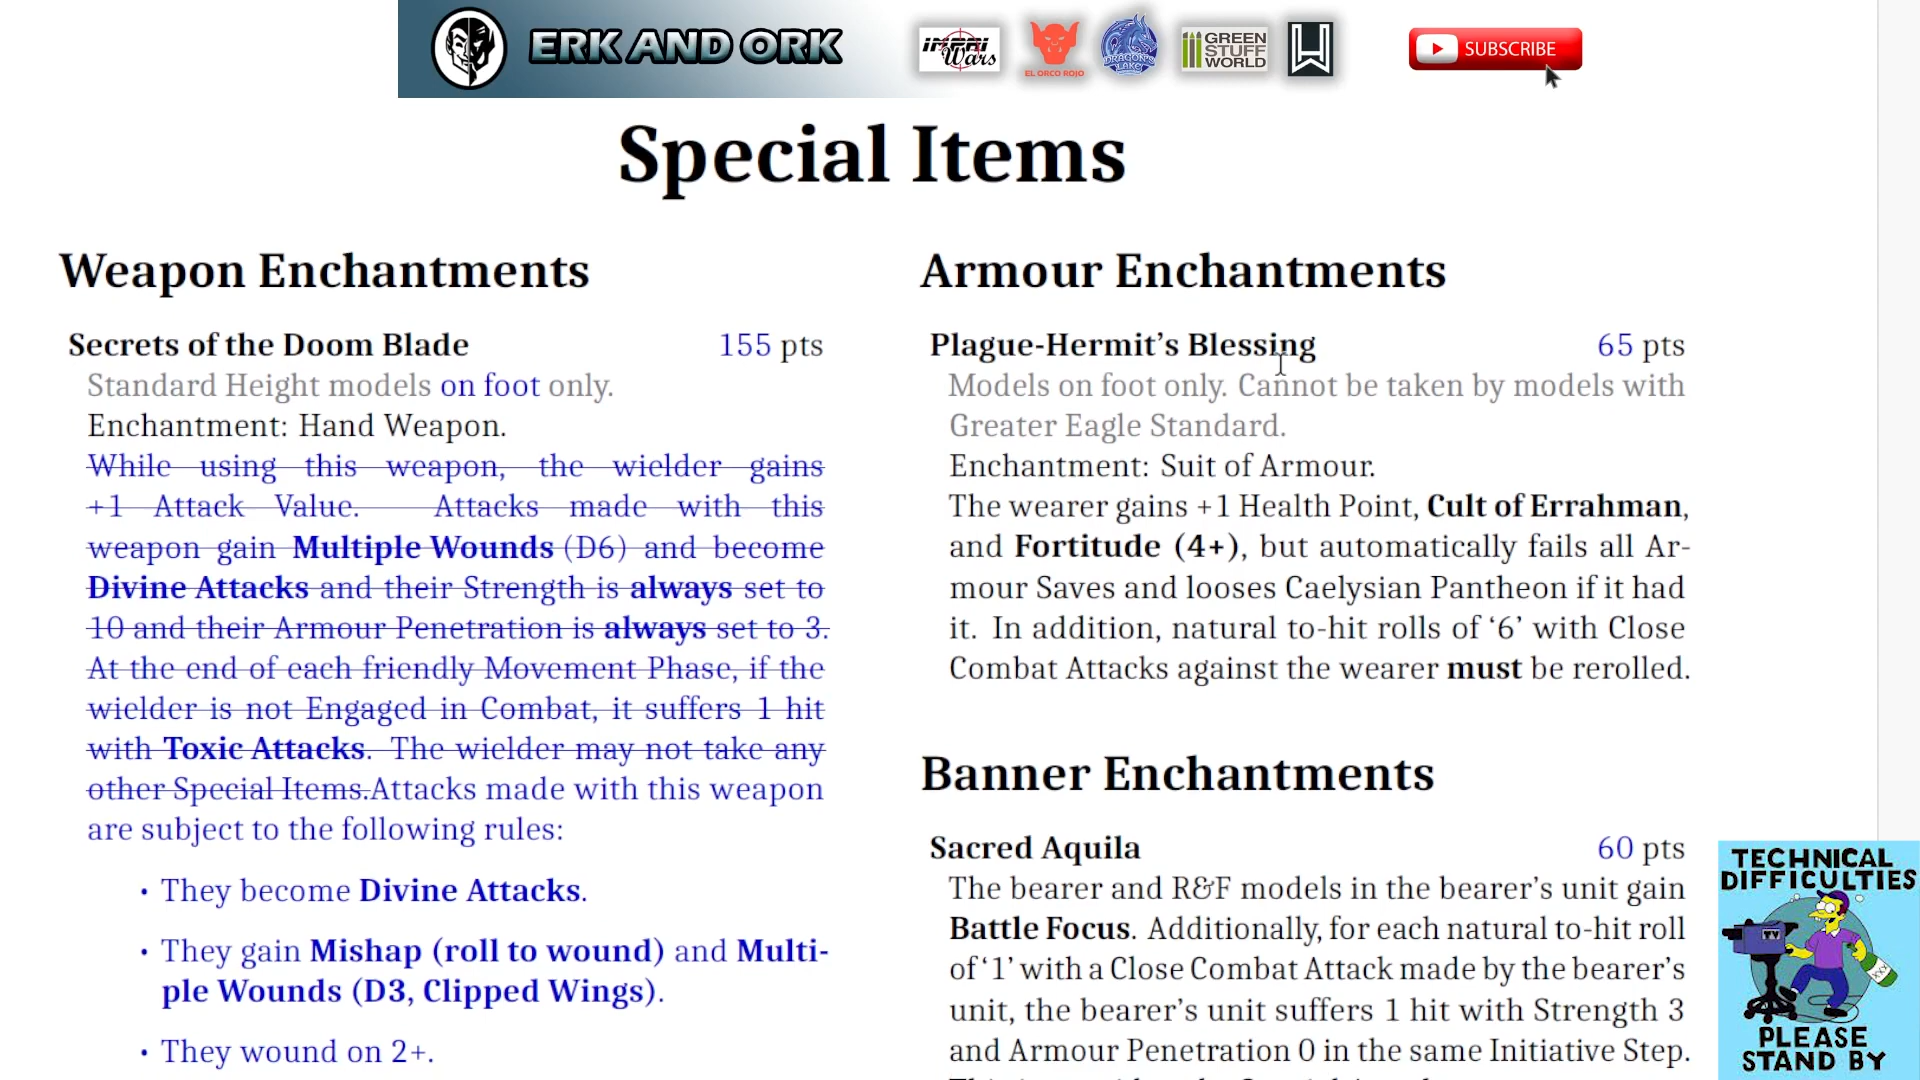 ERK AND ORK
IMPRI
Wars
EL ORCO ROJO
DRAGON'S
LAKE
GREEN
STUFF
WORLD
SUBSCRIBE
Special Items
Weapon Enchantments
Secrets of the Doom Blade 155 pts
Standard Height models on foot only.
Enchantment: Hand Weapon.
While using this weapon, the wielder gains
+1 Attack Value. Attacks made with this
weapon gain Multiple Wounds (D6) and become
Divine Attacks and their Strength is always set to
10 and their Armour Penetration is always set to 3.
At the end of each friendly Movement Phase, if the
wielder is not Engaged in Combat, it suffers 1 hit
with Toxic Attacks. The wielder may not take any
other Special Items.Attacks made with this weapon
are subject to the following rules:
• They become Divine Attacks.
• They gain Mishap (roll to wound) and Multi-
ple Wounds (D3, Clipped Wings).
• They wound on 2+.
Armour Enchantments
Plague-Hermit's Blessing 65 pts
Models on foot only. Cannot be taken by models with
Greater Eagle Standard.
Enchantment: Suit of Armour.
The wearer gains +1 Health Point, Cult of Errahman,
and Fortitude (4+), but automatically fails all Ar-
mour Saves and looses Caelysian Pantheon if it had
it. In addition, natural to-hit rolls of ‘6’ with Close
Combat Attacks against the wearer must be rerolled.
Banner Enchantments
Sacred Aquila 60 pts
The bearer and R&F models in the bearer's unit gain
Battle Focus. Additionally, for each natural to-hit roll
of ‘1’ with a Close Combat Attack made by the bearer's
unit, the bearer's unit suffers 1 hit with Strength 3
and Armour Penetration 0 in the same Initiative Step.
TECHNICAL
DIFFICULTIES
TV
XXX
PLEASE
STAND BY